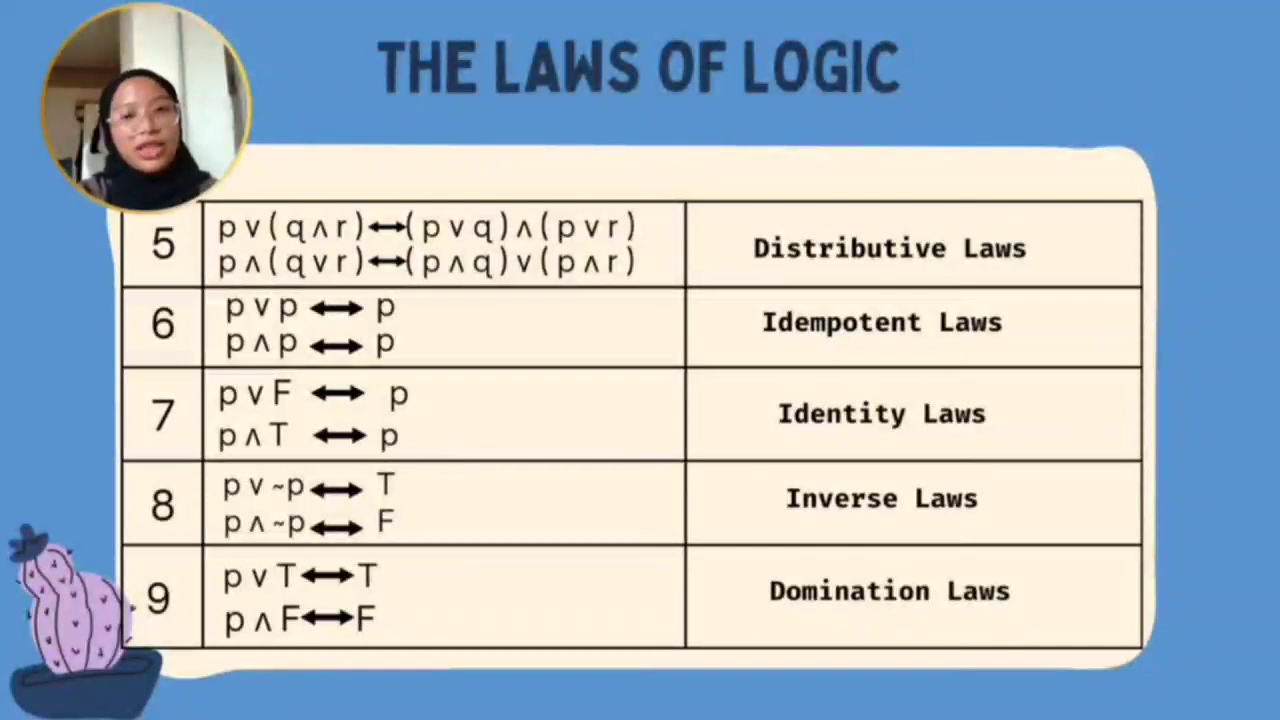 THE LAWS OF LOGIC
5
p ∨ ( q ∧ r ) ⟷ ( p ∨ q ) ∧ ( p ∨ r )
p ∧ ( q ∨ r ) ⟷ ( p ∧ q ) ∨ ( p ∧ r )
Distributive Laws
6
p ∨ p ⟷ p
p ∧ p ⟷ p
Idempotent Laws
7
p ∨ F ⟷ p
p ∧ T ⟷ p
Identity Laws
8
p ∨ ~p ⟷ T
p ∧ ~p ⟷ F
Inverse Laws
9
p ∨ T ⟷ T
p ∧ F ⟷ F
Domination Laws